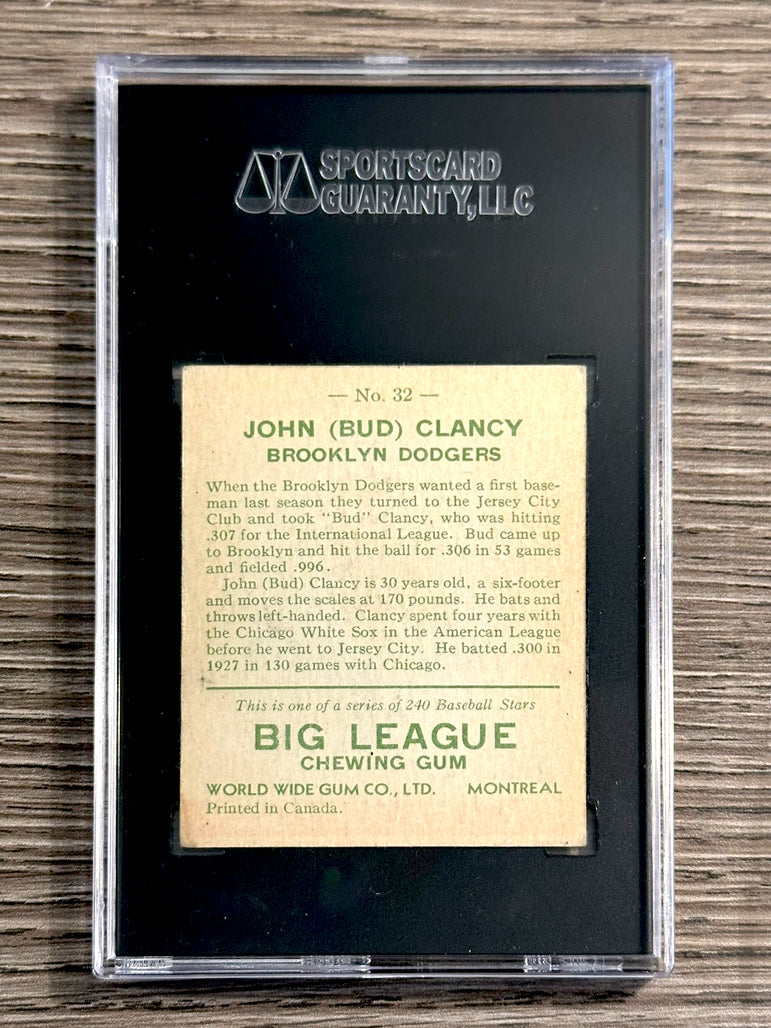 SPORTSCARD
GUARANTY, LLC
— No. 32 —
JOHN (BUD) CLANCY
BROOKLYN DODGERS
When the Brooklyn Dodgers wanted a first base-
man last season they turned to the Jersey City
Club and took "Bud" Clancy, who was hitting
.307 for the International League. Bud came up
to Brooklyn and hit the ball for .306 in 53 games
and fielded .996.
John (Bud) Clancy is 30 years old, a six-footer
and moves the scales at 170 pounds. He bats and
throws left-handed. Clancy spent four years with
the Chicago White Sox in the American League
before he went to Jersey City. He batted .300 in
1927 in 130 games with Chicago.
This is one of a series of 240 Baseball Stars
BIG LEAGUE
CHEWING GUM
WORLD WIDE GUM CO., LTD. MONTREAL
Printed in Canada.